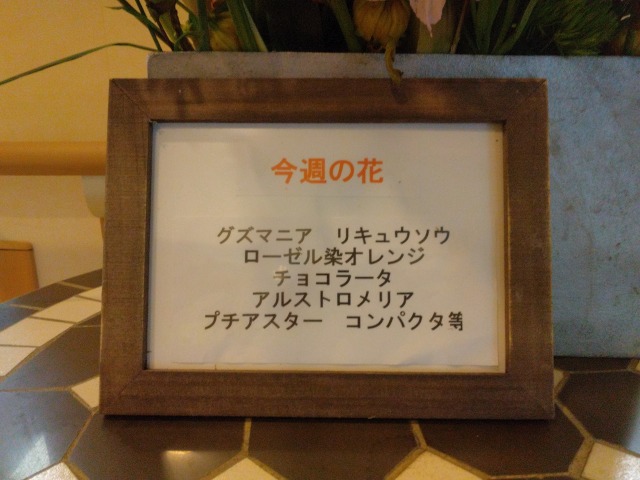 今週の花
グズマニア　リキュウソウ
ローゼル染オレンジ
チョコラータ
アルストロメリア
プチアスター　コンパクタ等